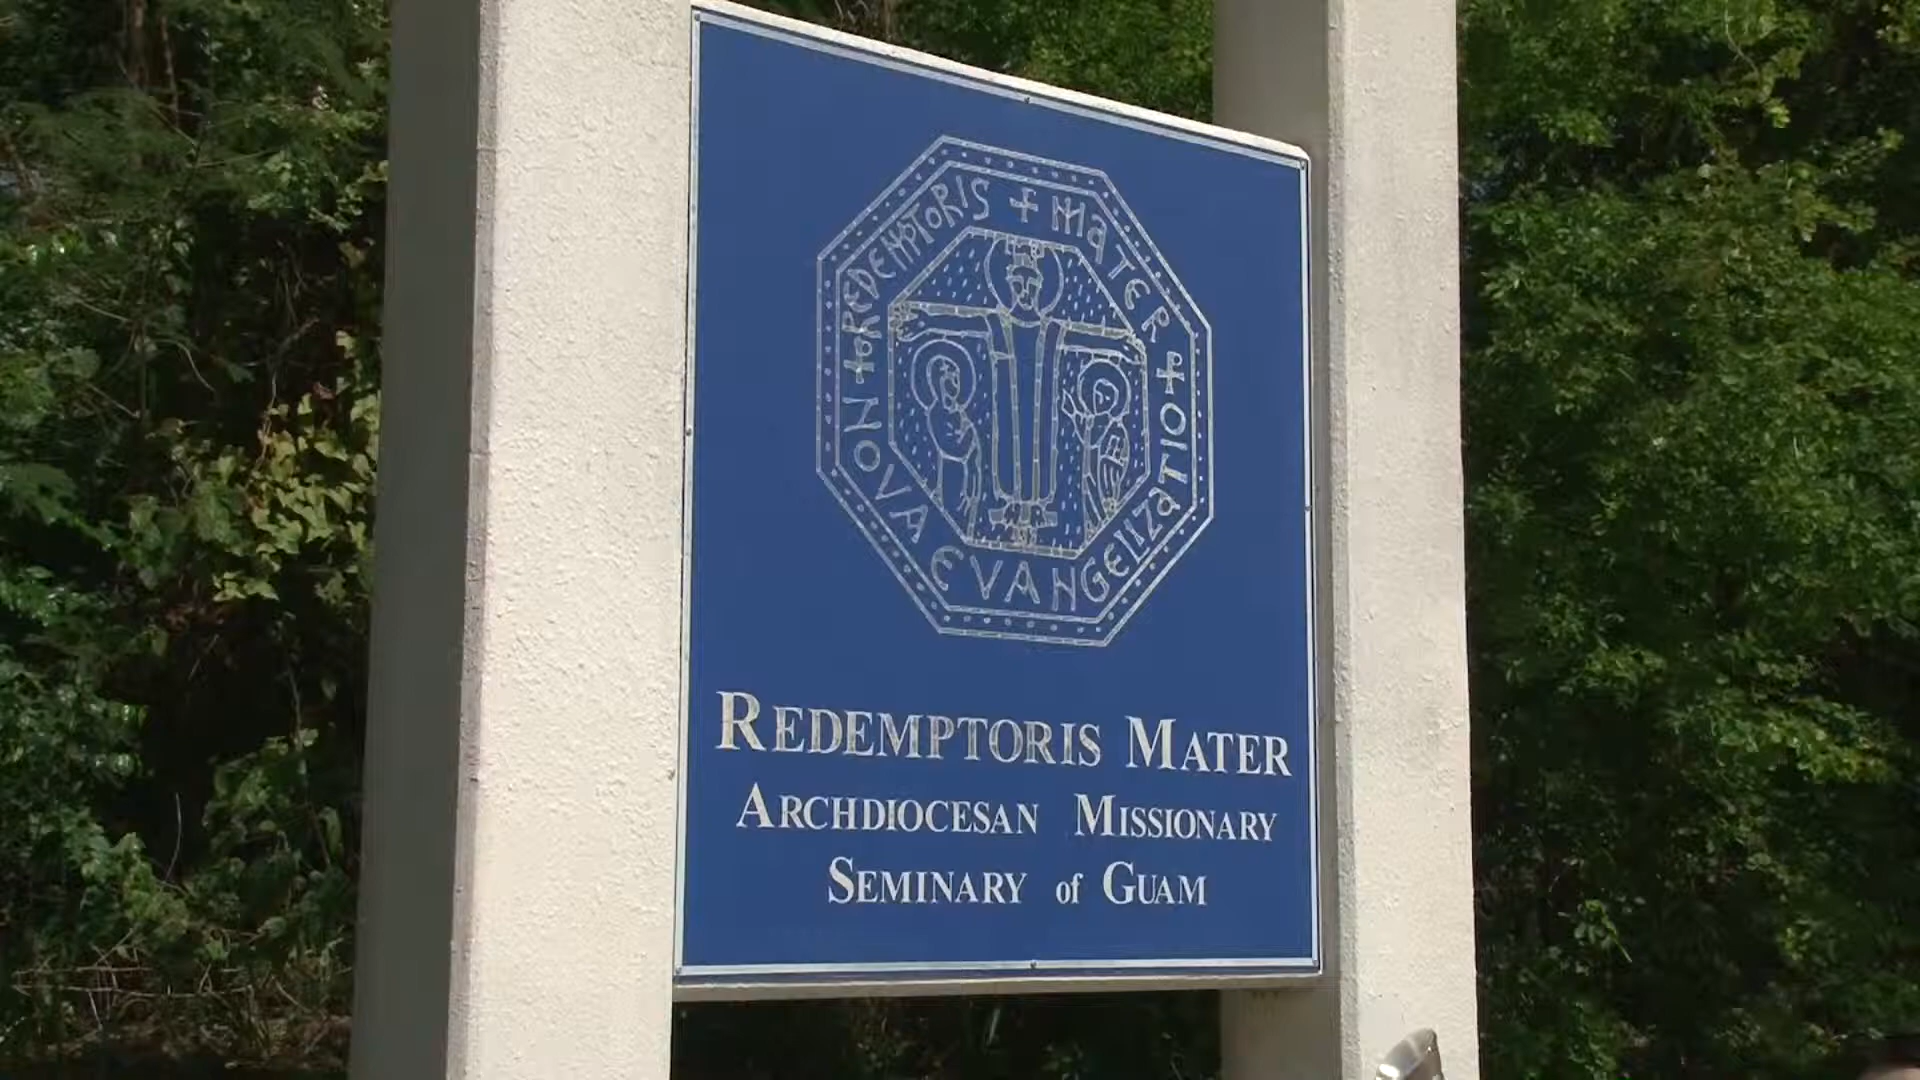 REDEMPTORIS + MATER +
NOVA EVANGELIZATIO +
REDEMPTORIS MATER
ARCHDIOCESAN MISSIONARY
SEMINARY of GUAM